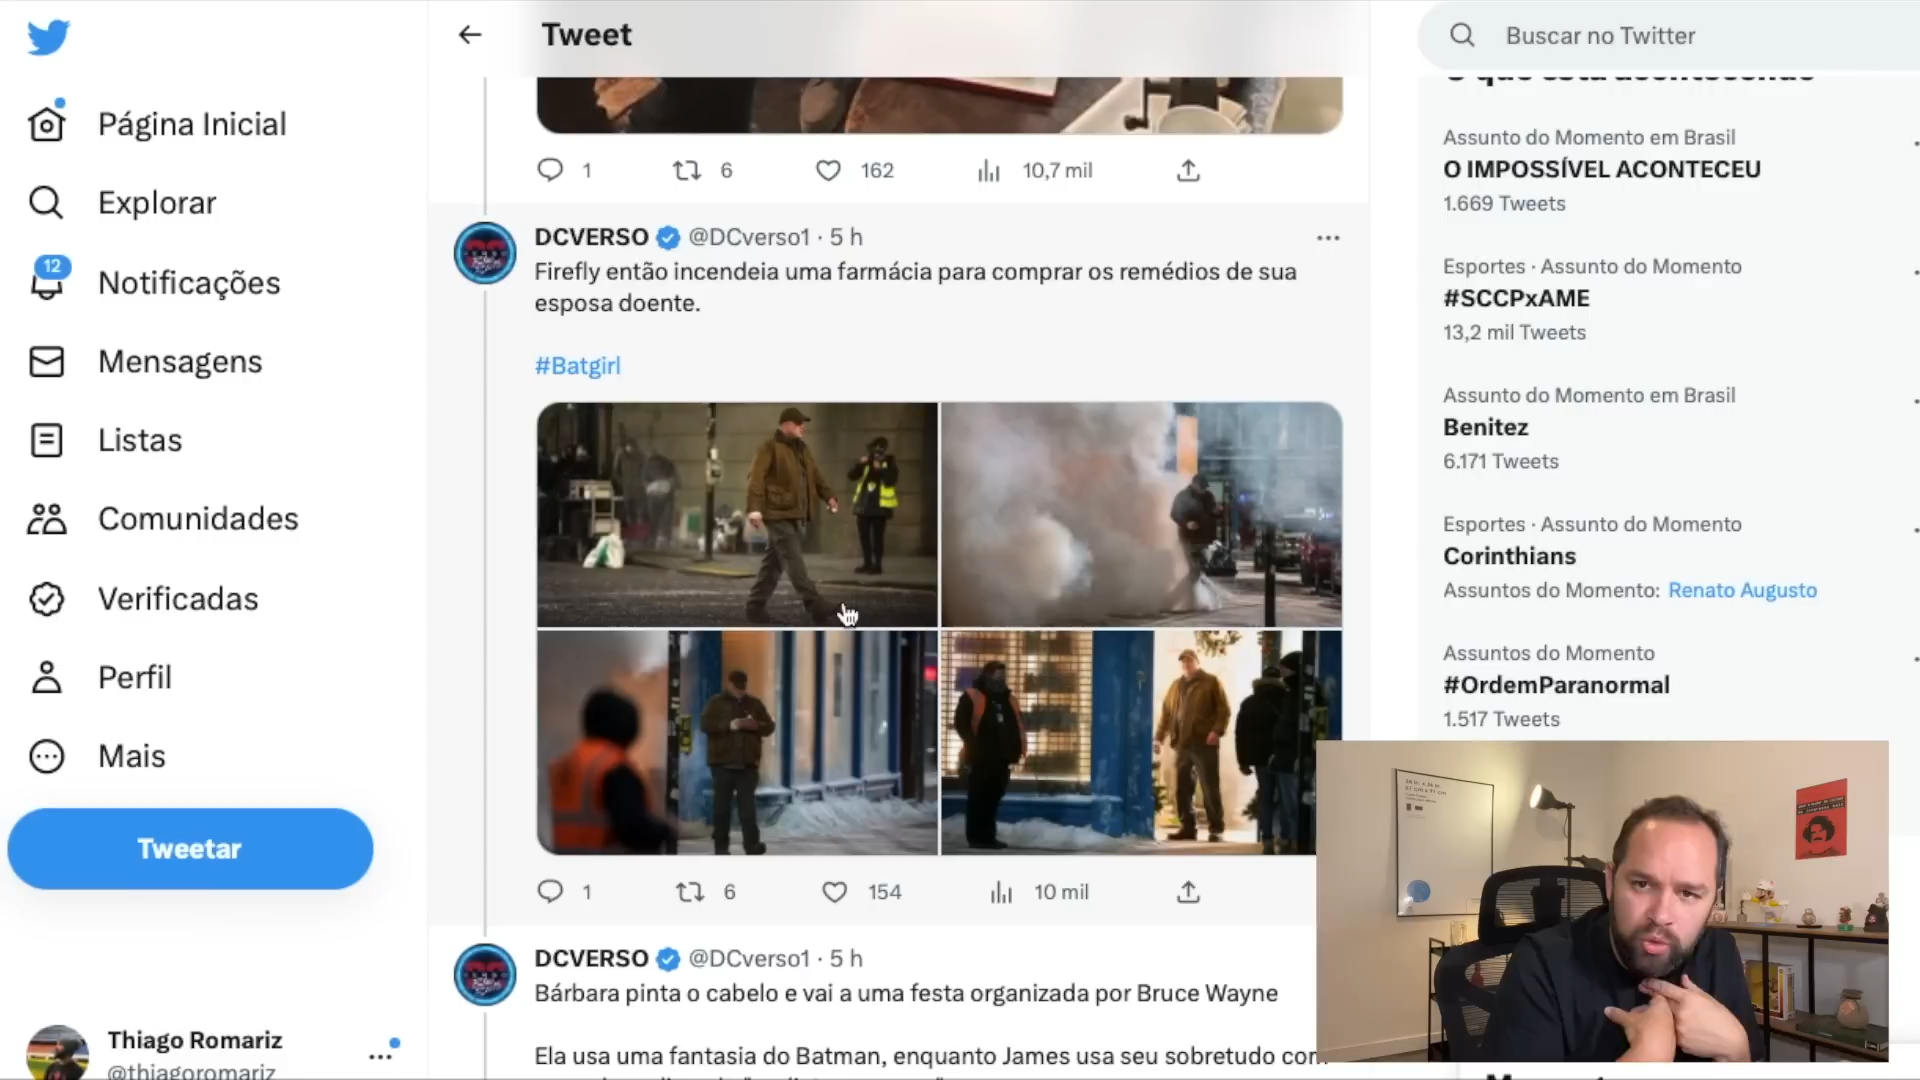 Tweet
Buscar no Twitter
Página Inicial
Explorar
12
Notificações
Mensagens
Listas
Comunidades
Verificadas
Perfil
Mais
Tweetar
Thiago Romariz
@thiagoromariz
1
6
162
10,7 mil
DCVERSO @DCverso1 · 5 h
Firefly então incendeia uma farmácia para comprar os remédios de sua
esposa doente.
#Batgirl
1
6
154
10 mil
DCVERSO @DCverso1 · 5 h
Bárbara pinta o cabelo e vai a uma festa organizada por Bruce Wayne
Ela usa uma fantasia do Batman, enquanto James usa seu sobretudo com
O que está acontecendo
Assunto do Momento em Brasil
O IMPOSSÍVEL ACONTECEU
1.669 Tweets
Esportes · Assunto do Momento
#SCCPxAME
13,2 mil Tweets
Assunto do Momento em Brasil
Benitez
6.171 Tweets
Esportes · Assunto do Momento
Corinthians
Assuntos do Momento: Renato Augusto
Assuntos do Momento
#OrdemParanormal
1.517 Tweets